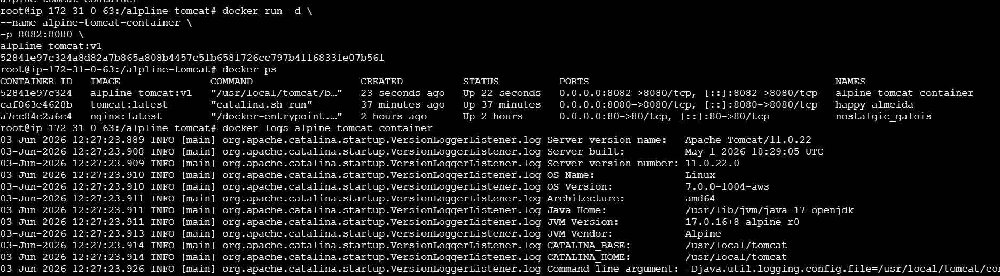 alpine-tomcat-container
root@ip-172-31-0-63:/alpline-tomcat# docker run -d \
--name alpine-tomcat-container \
-p 8082:8080 \
alpline-tomcat:v1
52841e97c324a8d82a7b865a808b4457c51b6581726cc797b41168331e07b561
root@ip-172-31-0-63:/alpline-tomcat# docker ps
CONTAINER ID   IMAGE               COMMAND                  CREATED          STATUS          PORTS                                         NAMES
52841e97c324   alpline-tomcat:v1   "/usr/local/tomcat/b…"   23 seconds ago   Up 22 seconds   0.0.0.0:8082->8080/tcp, [::]:8082->8080/tcp   alpine-tomcat-container
caf863e4628b   tomcat:latest       "catalina.sh run"        37 minutes ago   Up 37 minutes   0.0.0.0:8080->8080/tcp, [::]:8080->8080/tcp   happy_almeida
a7cc84c2a6c4   nginx:latest        "/docker-entrypoint.…"   2 hours ago      Up 2 hours      0.0.0.0:80->80/tcp, [::]:80->80/tcp           nostalgic_galois
root@ip-172-31-0-63:/alpline-tomcat# docker logs alpine-tomcat-container
03-Jun-2026 12:27:23.889 INFO [main] org.apache.catalina.startup.VersionLoggerListener.log Server version name:   Apache Tomcat/11.0.22
03-Jun-2026 12:27:23.908 INFO [main] org.apache.catalina.startup.VersionLoggerListener.log Server built:          May 1 2026 18:29:05 UTC
03-Jun-2026 12:27:23.909 INFO [main] org.apache.catalina.startup.VersionLoggerListener.log Server version number: 11.0.22.0
03-Jun-2026 12:27:23.910 INFO [main] org.apache.catalina.startup.VersionLoggerListener.log OS Name:               Linux
03-Jun-2026 12:27:23.910 INFO [main] org.apache.catalina.startup.VersionLoggerListener.log OS Version:            7.0.0-1004-aws
03-Jun-2026 12:27:23.911 INFO [main] org.apache.catalina.startup.VersionLoggerListener.log Architecture:          amd64
03-Jun-2026 12:27:23.911 INFO [main] org.apache.catalina.startup.VersionLoggerListener.log Java Home:             /usr/lib/jvm/java-17-openjdk
03-Jun-2026 12:27:23.911 INFO [main] org.apache.catalina.startup.VersionLoggerListener.log JVM Version:           17.0.16+8-alpine-r0
03-Jun-2026 12:27:23.913 INFO [main] org.apache.catalina.startup.VersionLoggerListener.log JVM Vendor:            Alpine
03-Jun-2026 12:27:23.914 INFO [main] org.apache.catalina.startup.VersionLoggerListener.log CATALINA_BASE:         /usr/local/tomcat
03-Jun-2026 12:27:23.914 INFO [main] org.apache.catalina.startup.VersionLoggerListener.log CATALINA_HOME:         /usr/local/tomcat
03-Jun-2026 12:27:23.926 INFO [main] org.apache.catalina.startup.VersionLoggerListener.log Command line argument: -Djava.util.logging.config.file=/usr/local/tomcat/co